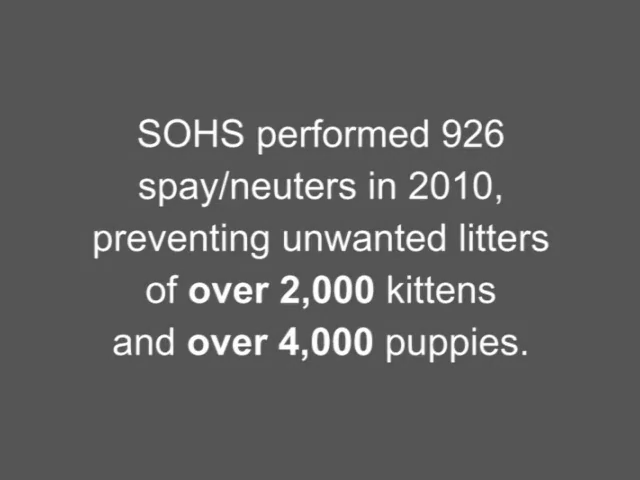 SOHS performed 926
spay/neuters in 2010,
preventing unwanted litters
of over 2,000 kittens
and over 4,000 puppies.